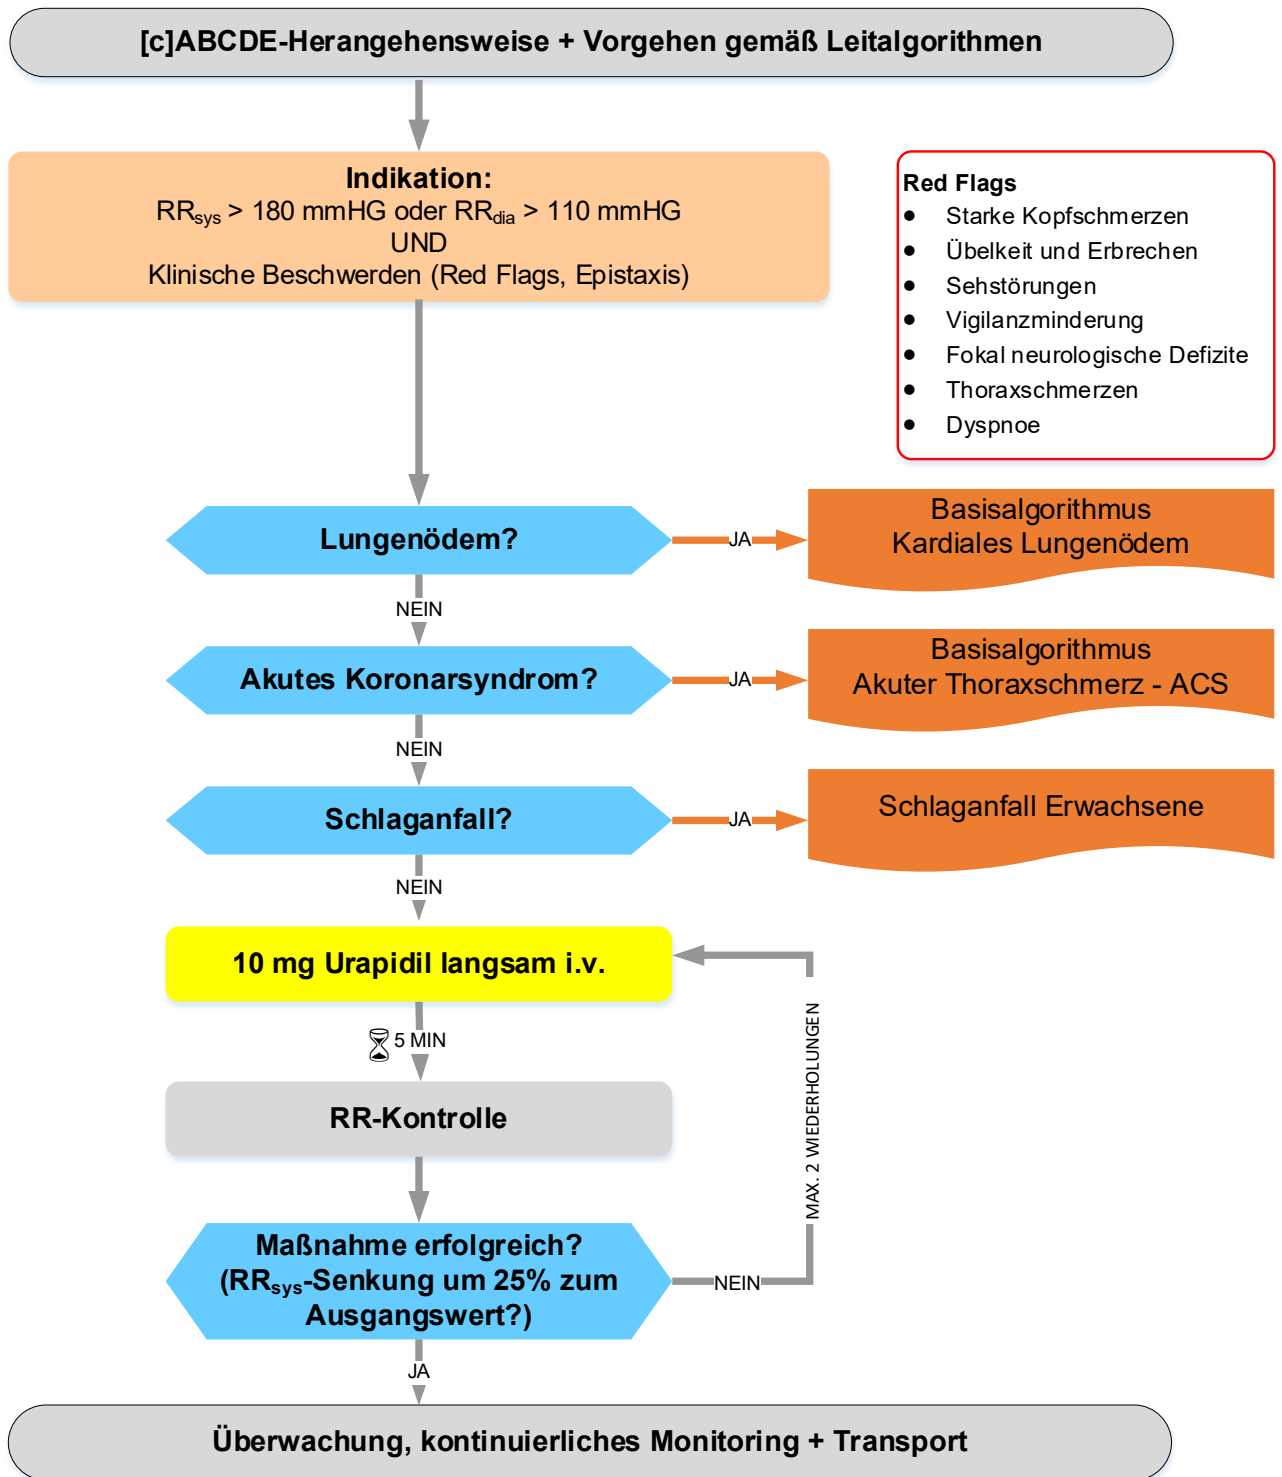 [c]ABCDE-Herangehensweise + Vorgehen gemäß Leitalgorithmen
Indikation:
RRsys > 180 mmHG oder RRdia > 110 mmHG
UND
Klinische Beschwerden (Red Flags, Epistaxis)
Red Flags
● Starke Kopfschmerzen
● Übelkeit und Erbrechen
● Sehstörungen
● Vigilanzminderung
● Fokal neurologische Defizite
● Thoraxschmerzen
● Dyspnoe
Lungenödem?
JA
Basisalgorithmus
Kardiales Lungenödem
NEIN
Akutes Koronarsyndrom?
JA
Basisalgorithmus
Akuter Thoraxschmerz - ACS
NEIN
Schlaganfall?
JA
Schlaganfall Erwachsene
NEIN
10 mg Urapidil langsam i.v.
5 MIN
RR-Kontrolle
MAX. 2 WIEDERHOLUNGEN
Maßnahme erfolgreich?
(RRsys-Senkung um 25% zum
Ausgangswert?)
NEIN
JA
Überwachung, kontinuierliches Monitoring + Transport